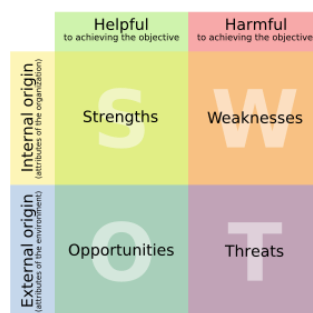 Helpful
to achieving the objective
Harmful
to achieving the objective
Internal origin
(attributes of the organization)
S
Strengths
W
Weaknesses
External origin
(attributes of the environment)
O
Opportunities
T
Threats